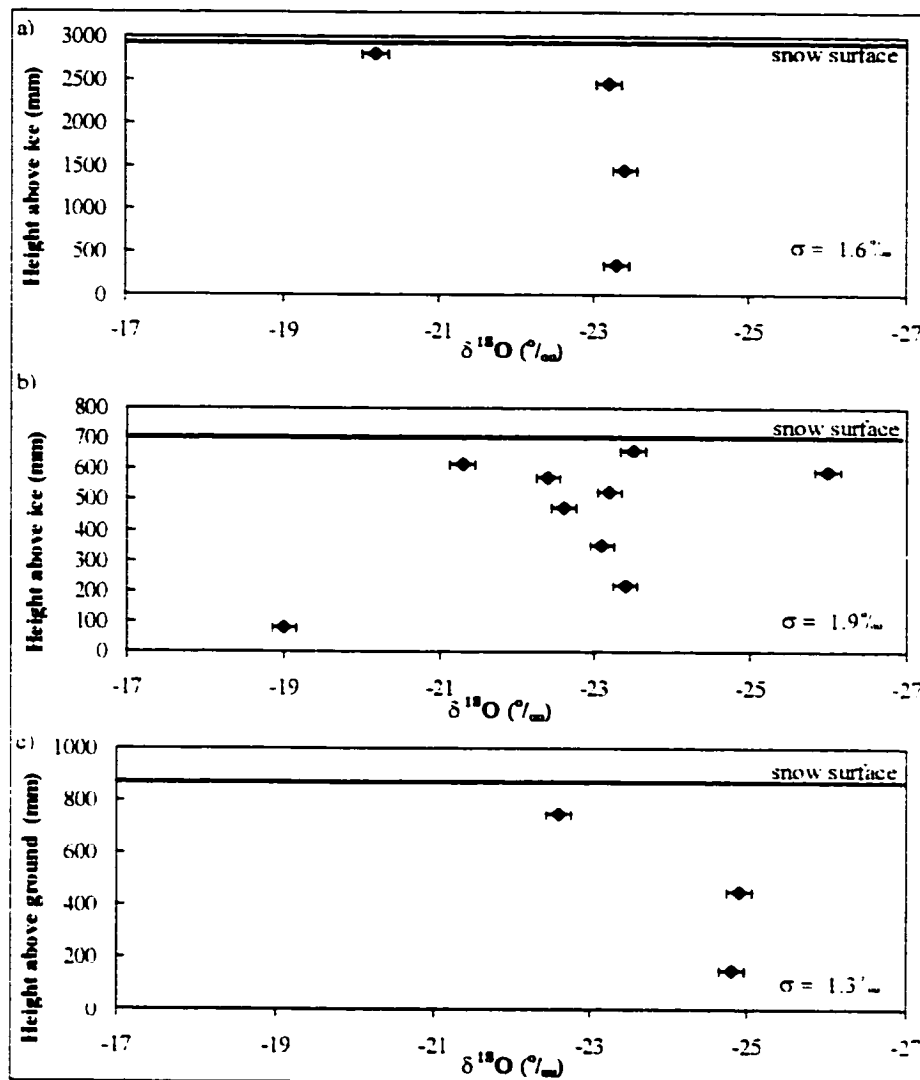 a)
3000
2500
2000
1500
1000
500
0
Height above ice (mm)
snow surface
σ = 1.6‰
-17 -19 -21 -23 -25 -27
δ¹⁸O (‰)
b)
800
700
600
500
400
300
200
100
0
Height above ice (mm)
snow surface
σ = 1.9‰
-17 -19 -21 -23 -25 -27
δ¹⁸O (‰)
c)
1000
800
600
400
200
0
Height above ground (mm)
snow surface
σ = 1.3‰
-17 -19 -21 -23 -25 -27
δ¹⁸O (‰)